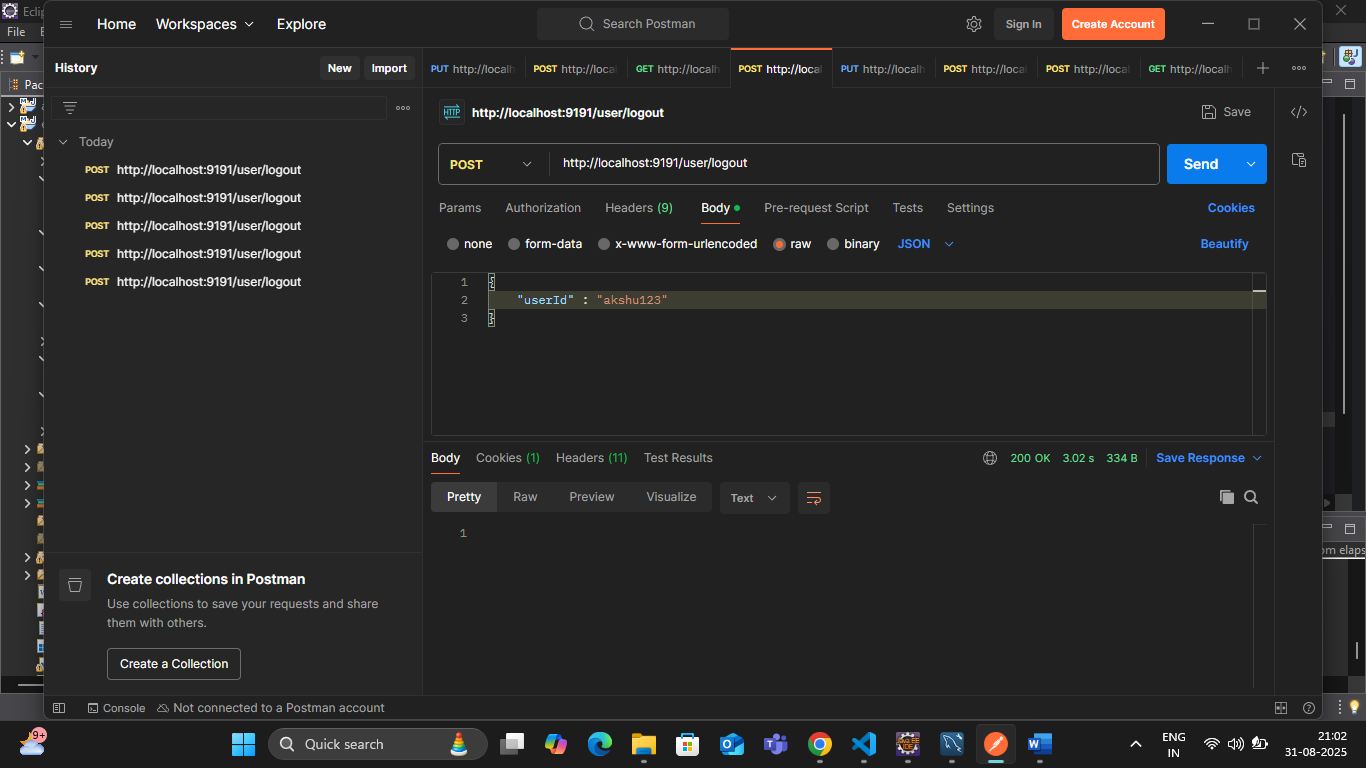 Eclip
File
Pac
Home Workspaces Explore Search Postman Sign In Create Account
History New Import
PUT http://localh POST http://local GET http://localh POST http://local PUT http://localh POST http://local POST http://local GET http://localh
HTTP http://localhost:9191/user/logout Save
Today
POST http://localhost:9191/user/logout
POST http://localhost:9191/user/logout
POST http://localhost:9191/user/logout
POST http://localhost:9191/user/logout
POST http://localhost:9191/user/logout
POST http://localhost:9191/user/logout Send
Params Authorization Headers (9) Body Pre-request Script Tests Settings Cookies
none form-data x-www-form-urlencoded raw binary JSON Beautify
1 {
2 "userId" : "akshu123"
3 }
Body Cookies (1) Headers (11) Test Results 200 OK 3.02 s 334 B Save Response
Pretty Raw Preview Visualize Text
1
om elaps
Create collections in Postman
Use collections to save your requests and share
them with others.
Create a Collection
Console Not connected to a Postman account
9+
Quick search
ENG
IN
21:02
31-08-2025